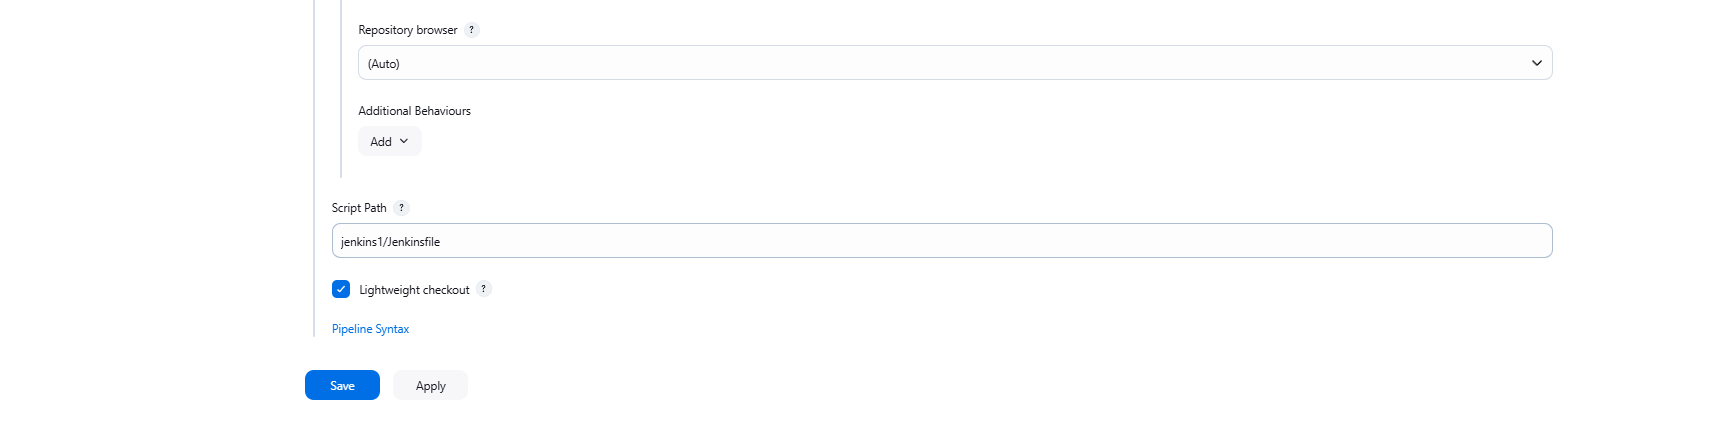 Repository browser ?
(Auto)
Additional Behaviours
Add
Script Path ?
jenkins1/Jenkinsfile
Lightweight checkout ?
Pipeline Syntax
Save Apply